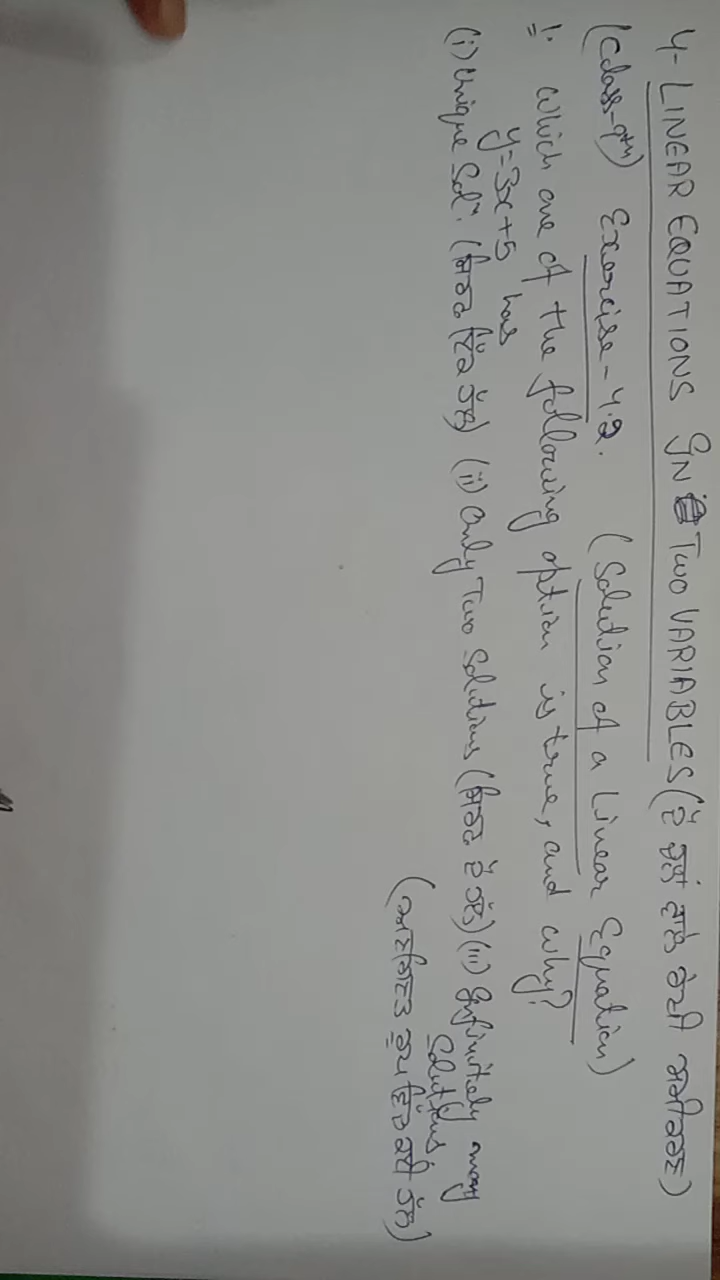 4- LINEAR EQUATIONS IN TWO VARIABLES (ਦੋ ਚਲਾਂ ਵਾਲੇ ਰੇਖੀ ਸਮੀਕਰਣ)
(Class-9th) Exercise-4.2. (Solution of a Linear Equation)
1. Which one of the following option is true, and why?
y=3x+5 has
(i) Unique Solⁿ. (ਸਿਰਫ ਇੱਕ ਹੱਲ) (ii) Only Two Solutions (ਸਿਰਫ ਦੋ ਹੱਲ) (iii) Infinitely many
Solutions,
(ਅਣਗਿਣਤ ਰੂਪ ਵਿੱਚ ਹੱਲ)